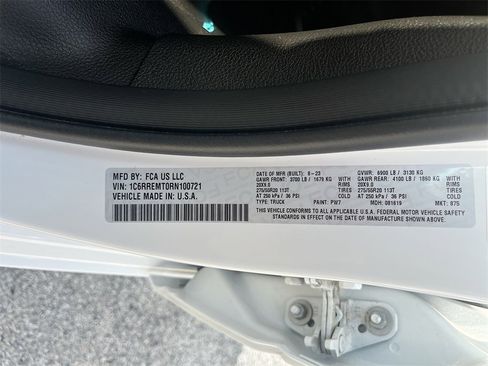 MFD BY: FCA US LLC
VIN: 1C6RREMT0RN100721
VEHICLE MADE IN: U.S.A.
DATE OF MFR (BUILT): 8-23 GVWR: 6900 LB / 3130 KG
GAWR FRONT: 3700 LB / 1679 KG GAWR REAR: 4100 LB / 1860 KG
20X9.0 RIMS 20X9.0
275/55R20 113T TIRES 275/55R20 113T TIRES
AT 250 kPa / 36 PSI COLD AT 250 kPa / 36 PSI COLD
TYPE: TRUCK PAINT: PW7 MDH: 081619 MKT: 875
THIS VEHICLE CONFORMS TO ALL APPLICABLE U.S.A. FEDERAL MOTOR VEHICLE SAFETY
STANDARDS IN EFFECT ON THE DATE OF MANUFACTURE SHOWN ABOVE.